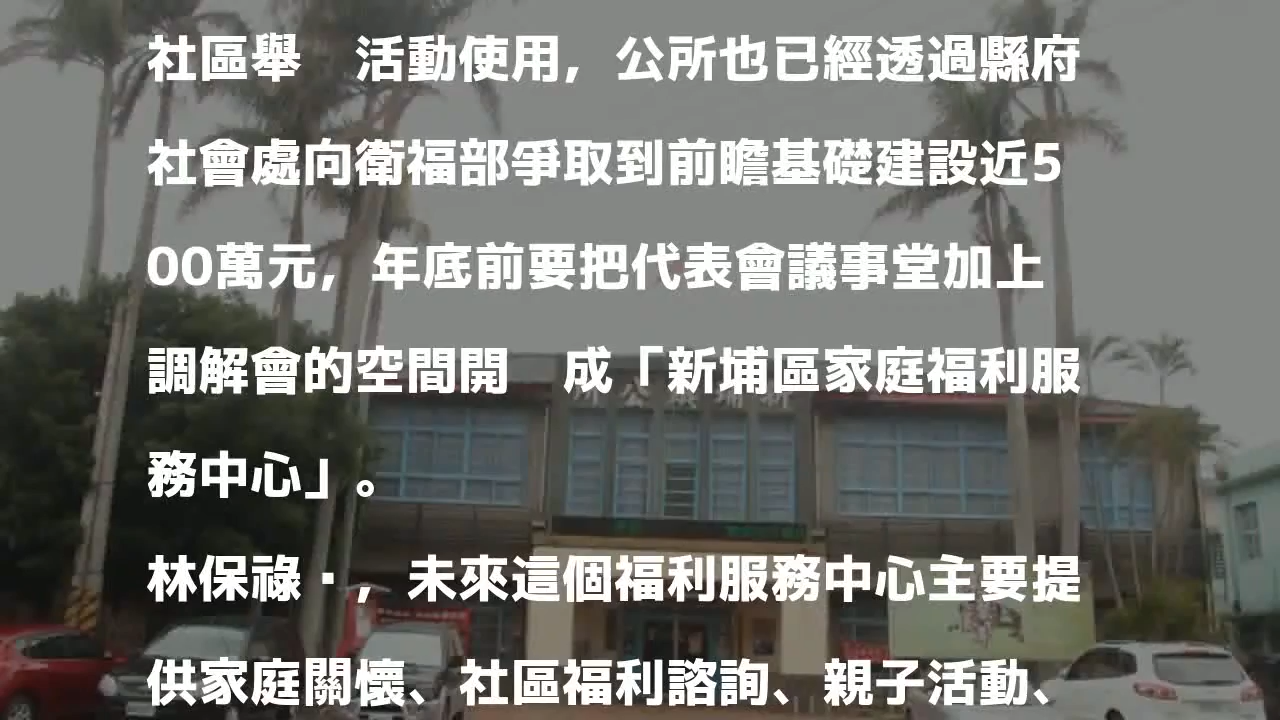 社區舉 活動使用，公所也已經透過縣府
社會處向衛福部爭取到前瞻基礎建設近5
00萬元，年底前要把代表會議事堂加上
調解會的空間開 成「新埔區家庭福利服
務中心」。
林保祿 ，未來這個福利服務中心主要提
供家庭關懷、社區福利諮詢、親子活動、
新埔鎮公所